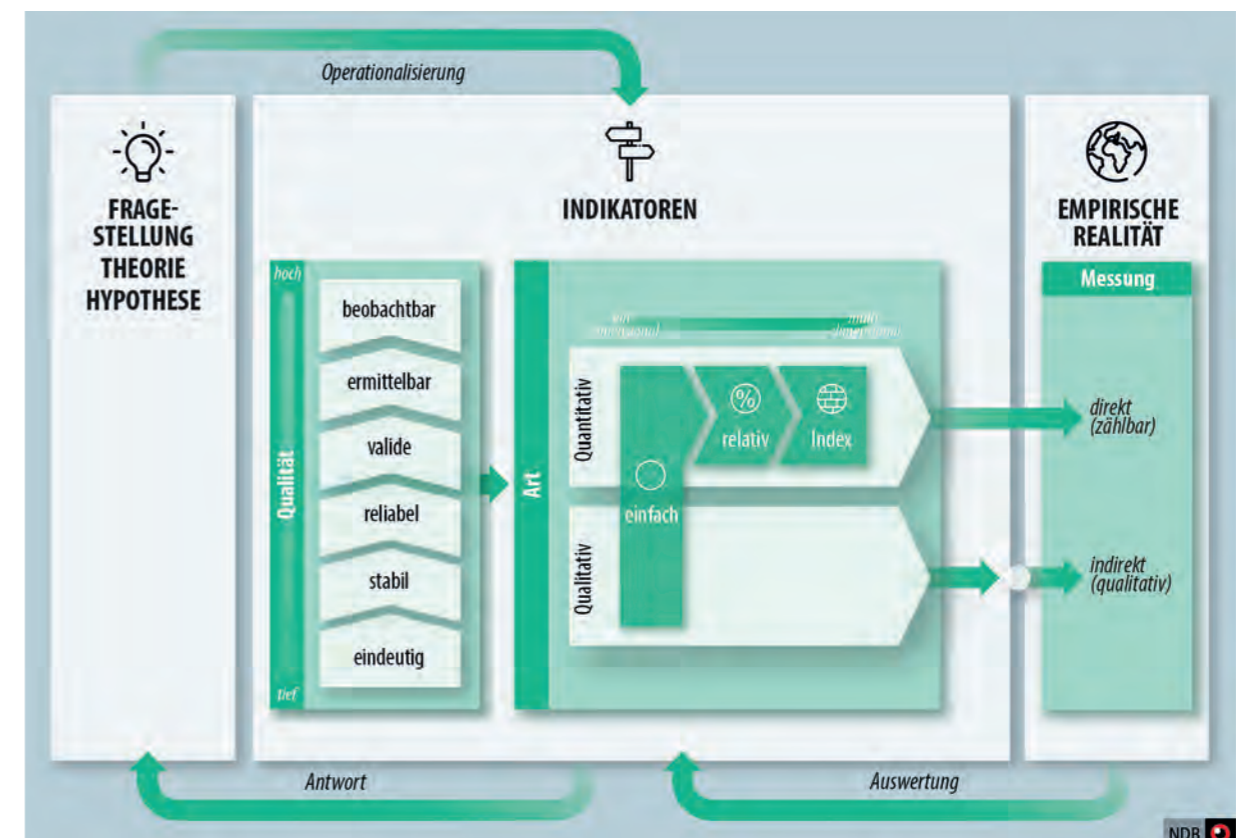 Operationalisierung
FRAGE-
STELLUNG
THEORIE
HYPOTHESE
INDIKATOREN
EMPIRISCHE
REALITÄT
hoch
Qualität
tief
beobachtbar
ermittelbar
valide
reliabel
stabil
eindeutig
Art
Quantitativ
Qualitativ
einfach
%
relativ
Index
Messung
direkt
(zählbar)
indirekt
(qualitativ)
Antwort
Auswertung
NDB